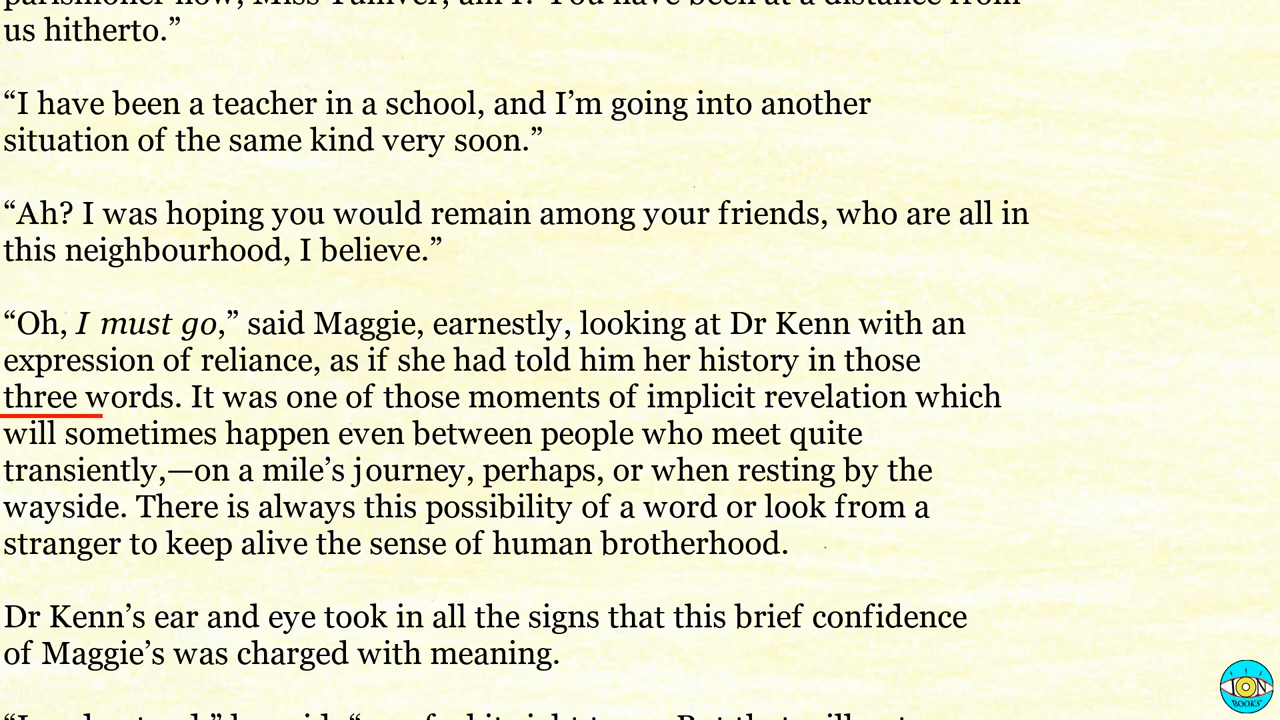 us hitherto.”
“I have been a teacher in a school, and I’m going into another
situation of the same kind very soon.”
“Ah? I was hoping you would remain among your friends, who are all in
this neighbourhood, I believe.”
“Oh, I must go,” said Maggie, earnestly, looking at Dr Kenn with an
expression of reliance, as if she had told him her history in those
three words. It was one of those moments of implicit revelation which
will sometimes happen even between people who meet quite
transiently,—on a mile’s journey, perhaps, or when resting by the
wayside. There is always this possibility of a word or look from a
stranger to keep alive the sense of human brotherhood.
Dr Kenn’s ear and eye took in all the signs that this brief confidence
of Maggie’s was charged with meaning.
ION
BOOKS